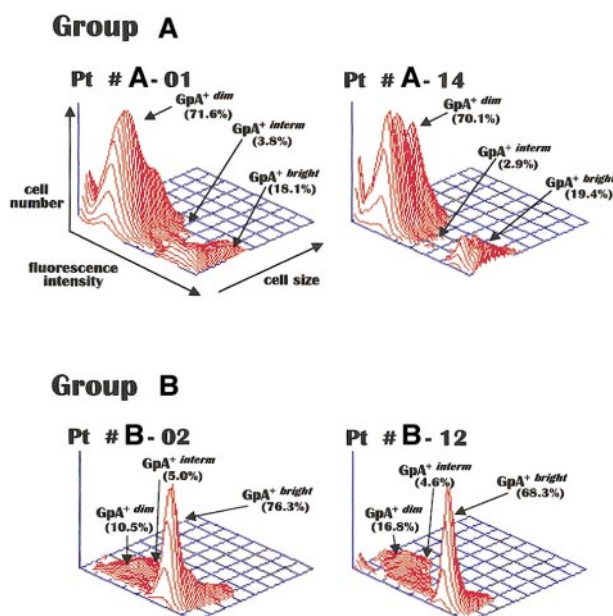 Group A
Pt # A- 01
GpA+ dim
(71.6%)
GpA+ interm
(3.8%)
GpA+ bright
(18.1%)
cell
number
fluorescence
intensity
cell size
Pt # A- 14
GpA+ dim
(70.1%)
GpA+ interm
(2.9%)
GpA+ bright
(19.4%)
Group B
Pt # B- 02
GpA+ interm
(5.0%)
GpA+ bright
(76.3%)
GpA+ dim
(10.5%)
Pt # B- 12
GpA+ interm
(4.6%)
GpA+ bright
(68.3%)
GpA+ dim
(16.8%)